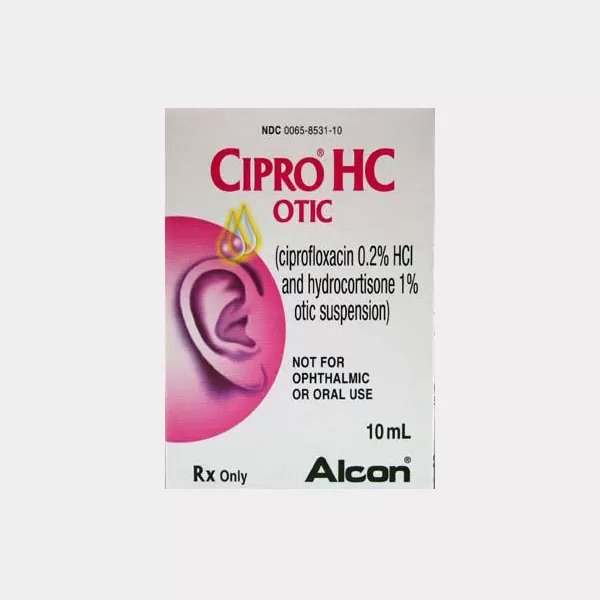 NDC 0065-8531-10
CIPRO® HC
OTIC
(ciprofloxacin 0.2% HCl
and hydrocortisone 1%
otic suspension)
NOT FOR
OPHTHALMIC
OR ORAL USE
10 mL
Rx Only
Alcon®